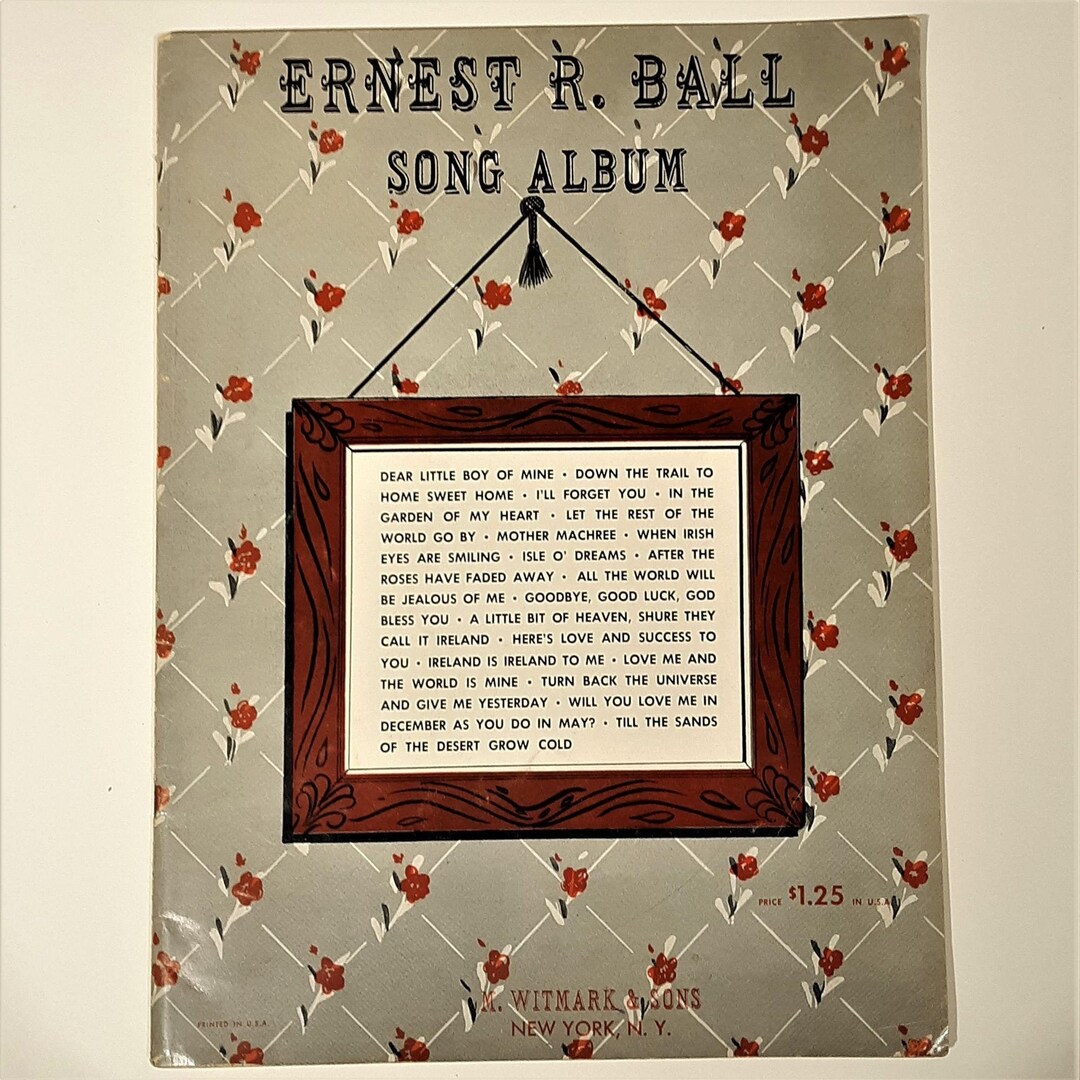 ERNEST R. BALL
SONG ALBUM
DEAR LITTLE BOY OF MINE • DOWN THE TRAIL TO
HOME SWEET HOME • I'LL FORGET YOU • IN THE
GARDEN OF MY HEART • LET THE REST OF THE
WORLD GO BY • MOTHER MACHREE • WHEN IRISH
EYES ARE SMILING • ISLE O' DREAMS • AFTER THE
ROSES HAVE FADED AWAY • ALL THE WORLD WILL
BE JEALOUS OF ME • GOODBYE, GOOD LUCK, GOD
BLESS YOU • A LITTLE BIT OF HEAVEN, SHURE THEY
CALL IT IRELAND • HERE'S LOVE AND SUCCESS TO
YOU • IRELAND IS IRELAND TO ME • LOVE ME AND
THE WORLD IS MINE • TURN BACK THE UNIVERSE
AND GIVE ME YESTERDAY • WILL YOU LOVE ME IN
DECEMBER AS YOU DO IN MAY? • TILL THE SANDS
OF THE DESERT GROW COLD
PRICE $1.25 IN U.S.A.
M. WITMARK & SONS
NEW YORK, N. Y.
PRINTED IN U.S.A.